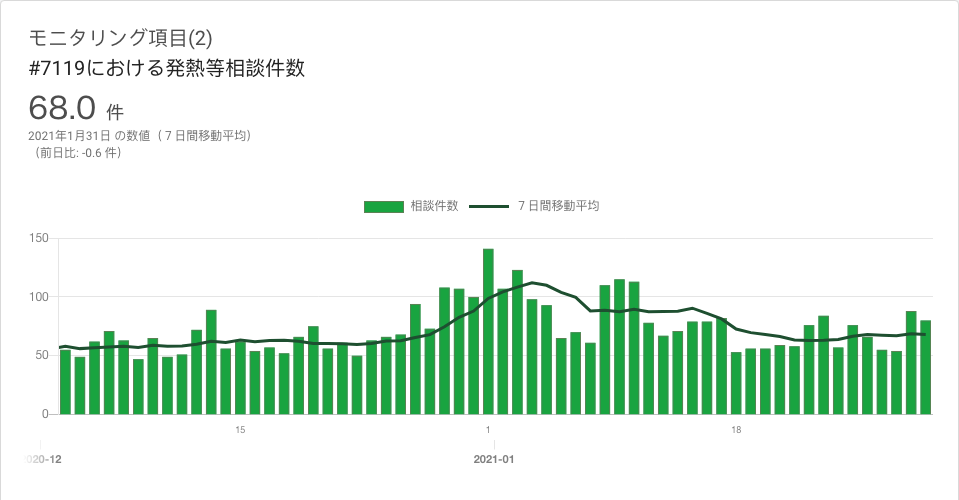 モニタリング項目(2)
#7119における発熱等相談件数
68.0 件
2021年1月31日 の数値（７日間移動平均）
（前日比: -0.6 件）
相談件数 ７日間移動平均
150
100
50
0
15 1 18
020-12 2021-01